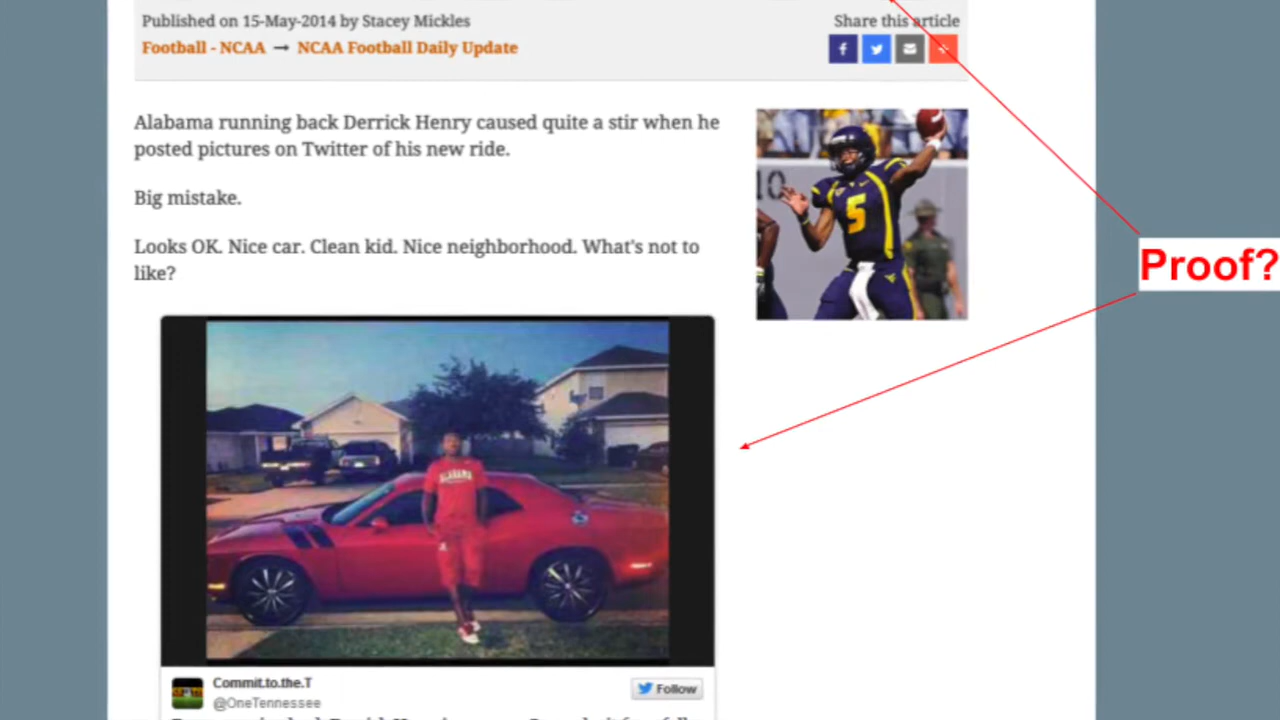 Published on 15-May-2014 by Stacey Mickles
Share this article
Football - NCAA → NCAA Football Daily Update
Alabama running back Derrick Henry caused quite a stir when he
posted pictures on Twitter of his new ride.
Big mistake.
Looks OK. Nice car. Clean kid. Nice neighborhood. What's not to
like?
10
5
Proof?
ALABAMA
Commit.to.the.T
Follow
@OneTennessee